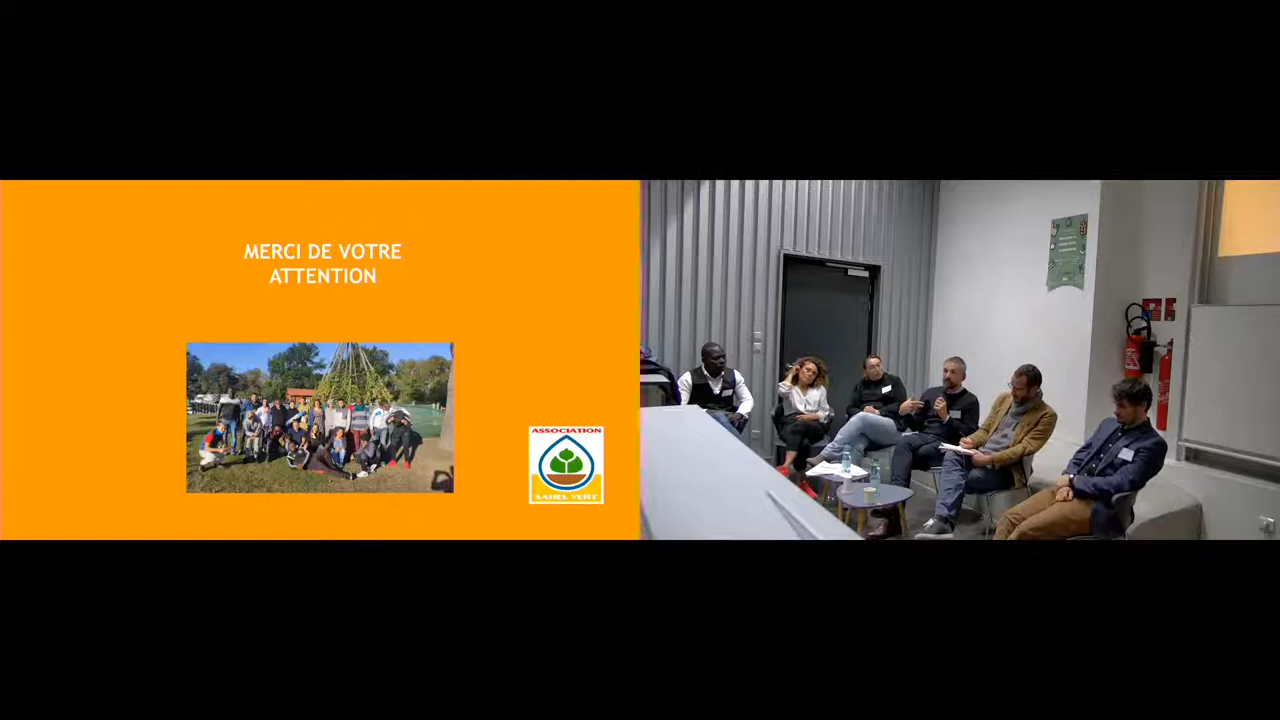 MERCI DE VOTRE
ATTENTION
ASSOCIATION
SAHEL VERT